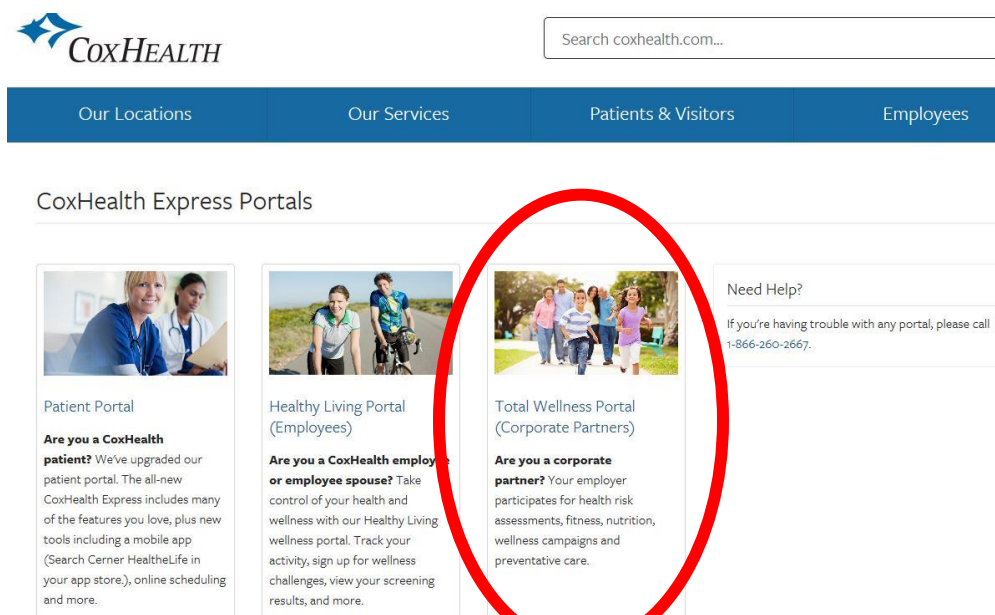 COXHEALTH
Search coxhealth.com...
Our Locations
Our Services
Patients & Visitors
Employees
CoxHealth Express Portals
Patient Portal
Are you a CoxHealth
patient? We've upgraded our
patient portal. The all-new
CoxHealth Express includes many
of the features you love, plus new
tools including a mobile app
(Search Cerner HealtheLife in
your app store.), online scheduling
and more.
Healthy Living Portal
(Employees)
Are you a CoxHealth employee
or employee spouse? Take
control of your health and
wellness with our Healthy Living
wellness portal. Track your
activity, sign up for wellness
challenges, view your screening
results, and more.
Total Wellness Portal
(Corporate Partners)
Are you a corporate
partner? Your employer
participates for health risk
assessments, fitness, nutrition,
wellness campaigns and
preventative care.
Need Help?
If you're having trouble with any portal, please call
1-866-260-2667.